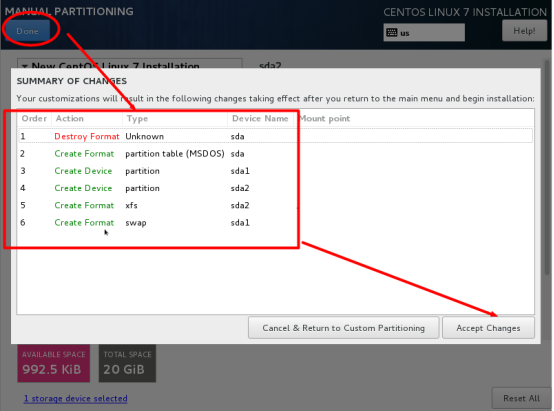 MANUAL PARTITIONING
CENTOS LINUX 7 INSTALLATION
Done
us
Help!
New CentOS Linux 7 Installation
sda2
SUMMARY OF CHANGES
Your customizations will result in the following changes taking effect after you return to the main menu and begin installation:
Order Action Type Device Name Mount point
1 Destroy Format Unknown sda
2 Create Format partition table (MSDOS) sda
3 Create Device partition sda1
4 Create Device partition sda2
5 Create Format xfs sda2
6 Create Format swap sda1
Cancel & Return to Custom Partitioning
Accept Changes
AVAILABLE SPACE
992.5 KiB
TOTAL SPACE
20 GiB
1 storage device selected
Reset All